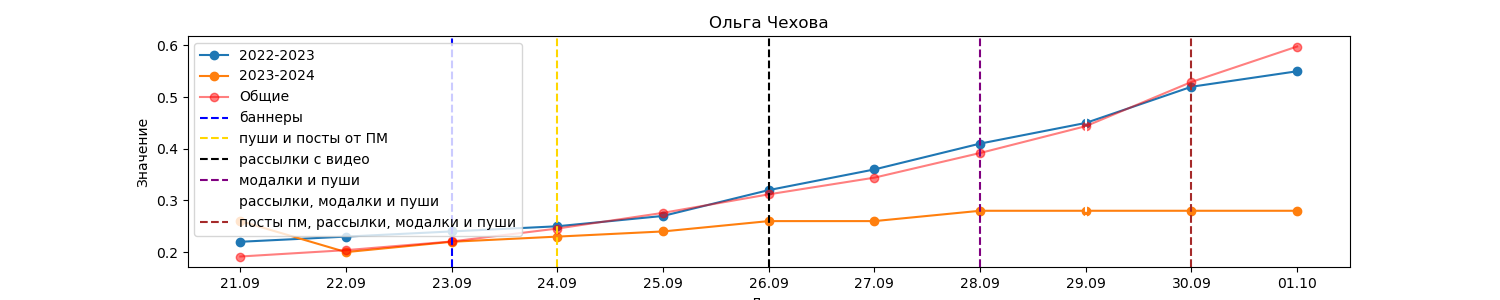 Ольга Чехова
Значение
0.6
0.5
0.4
0.3
0.2
2022-2023
2023-2024
Общие
баннеры
пуши и посты от ПМ
рассылки с видео
модалки и пуши
рассылки, модалки и пуши
посты пм, рассылки, модалки и пуши
21.09 22.09 23.09 24.09 25.09 26.09 27.09 28.09 29.09 30.09 01.10